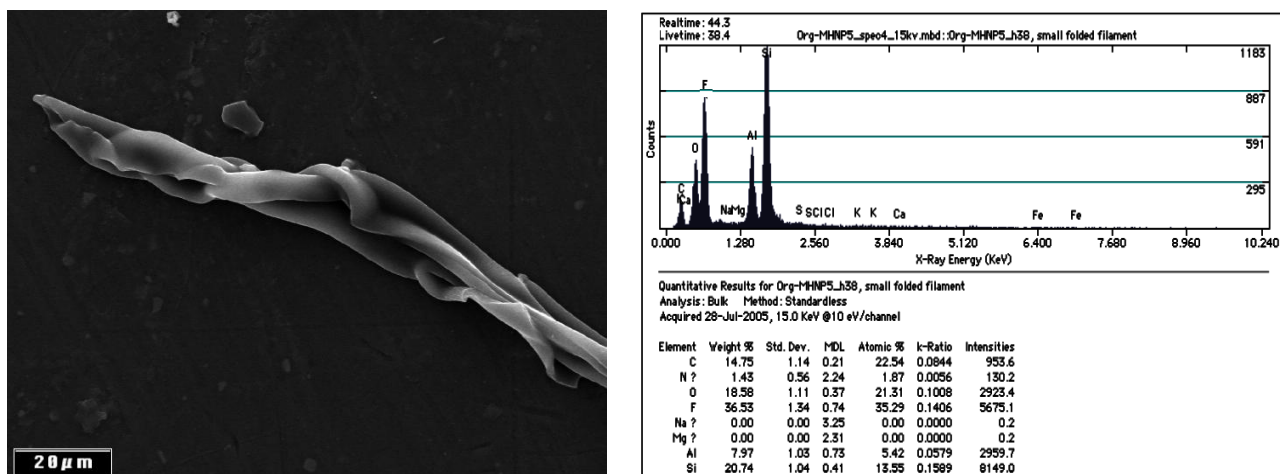 20µm
Realtime: 44.3
Livetime: 38.4 Org-MHNP5_spec4_15kv.mbd::Org-MHNP5_h38, small folded filament
1183
887
591
295
Counts
C
Ca
O
F
Na Mg
Al
Si
S SCl Cl
K K
Ca
Fe Fe
0.000 1.280 2.560 3.840 5.120 6.400 7.680 8.960 10.240
X-Ray Energy (KeV)
Quantitative Results for Org-MHNP5_h38, small folded filament
Analysis: Bulk Method: Standardless
Acquired 28-Jul-2005, 15.0 KeV @10 eV/channel
Element Weight % Std. Dev. MDL Atomic % k-Ratio Intensities
C 14.75 1.14 0.21 22.54 0.0844 953.6
N ? 1.43 0.56 2.24 1.87 0.0056 130.2
O 18.58 1.11 0.37 21.31 0.1008 2923.4
F 36.53 1.34 0.74 35.29 0.1406 5675.1
Na ? 0.00 0.00 3.25 0.00 0.0000 0.2
Mg ? 0.00 0.00 2.31 0.00 0.0000 0.2
Al 7.97 1.03 0.73 5.42 0.0579 2959.7
Si 20.74 1.04 0.41 13.55 0.1589 8149.0